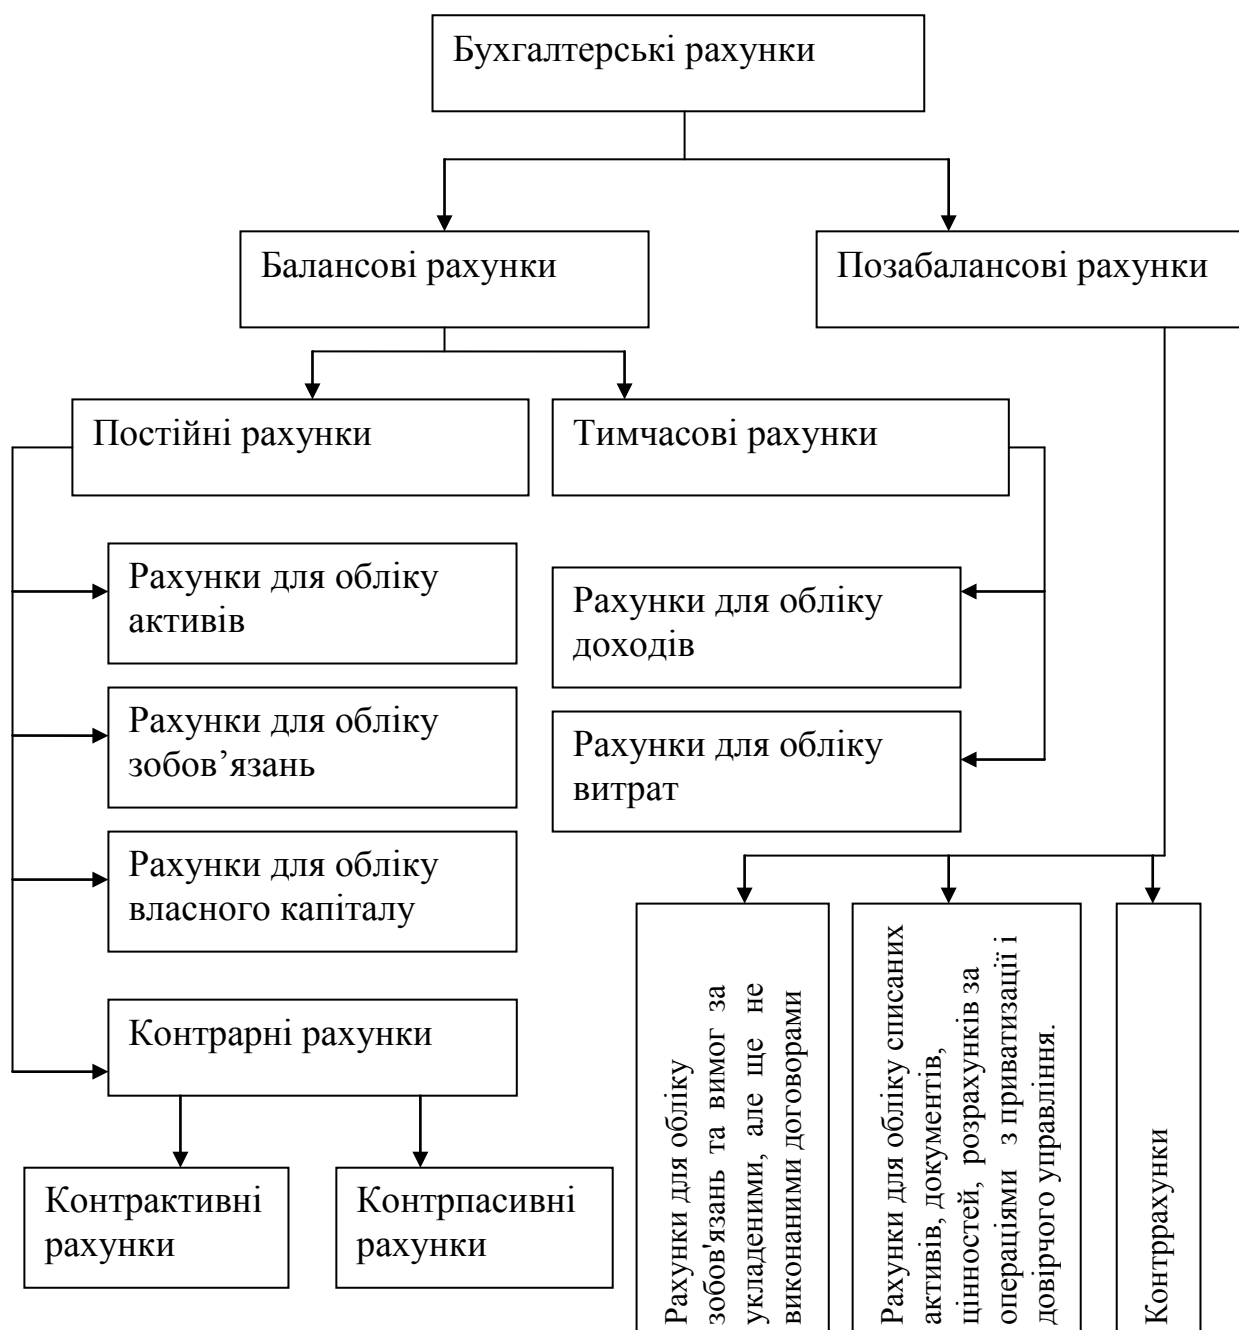 Бухгалтерські рахунки
Балансові рахунки
Позабалансові рахунки
Постійні рахунки
Тимчасові рахунки
Рахунки для обліку
активів
Рахунки для обліку
зобов’язань
Рахунки для обліку
власного капіталу
Контрарні рахунки
Контрактивні
рахунки
Контрпасивні
рахунки
Рахунки для обліку
доходів
Рахунки для обліку
витрат
Рахунки для обліку
зобов'язань та вимог за
укладеними, але ще не
виконаними договорами
Рахунки для обліку списаних
активів, документів,
цінностей, розрахунків за
операціями з приватизації і
довірчого управління.
Контррахунки